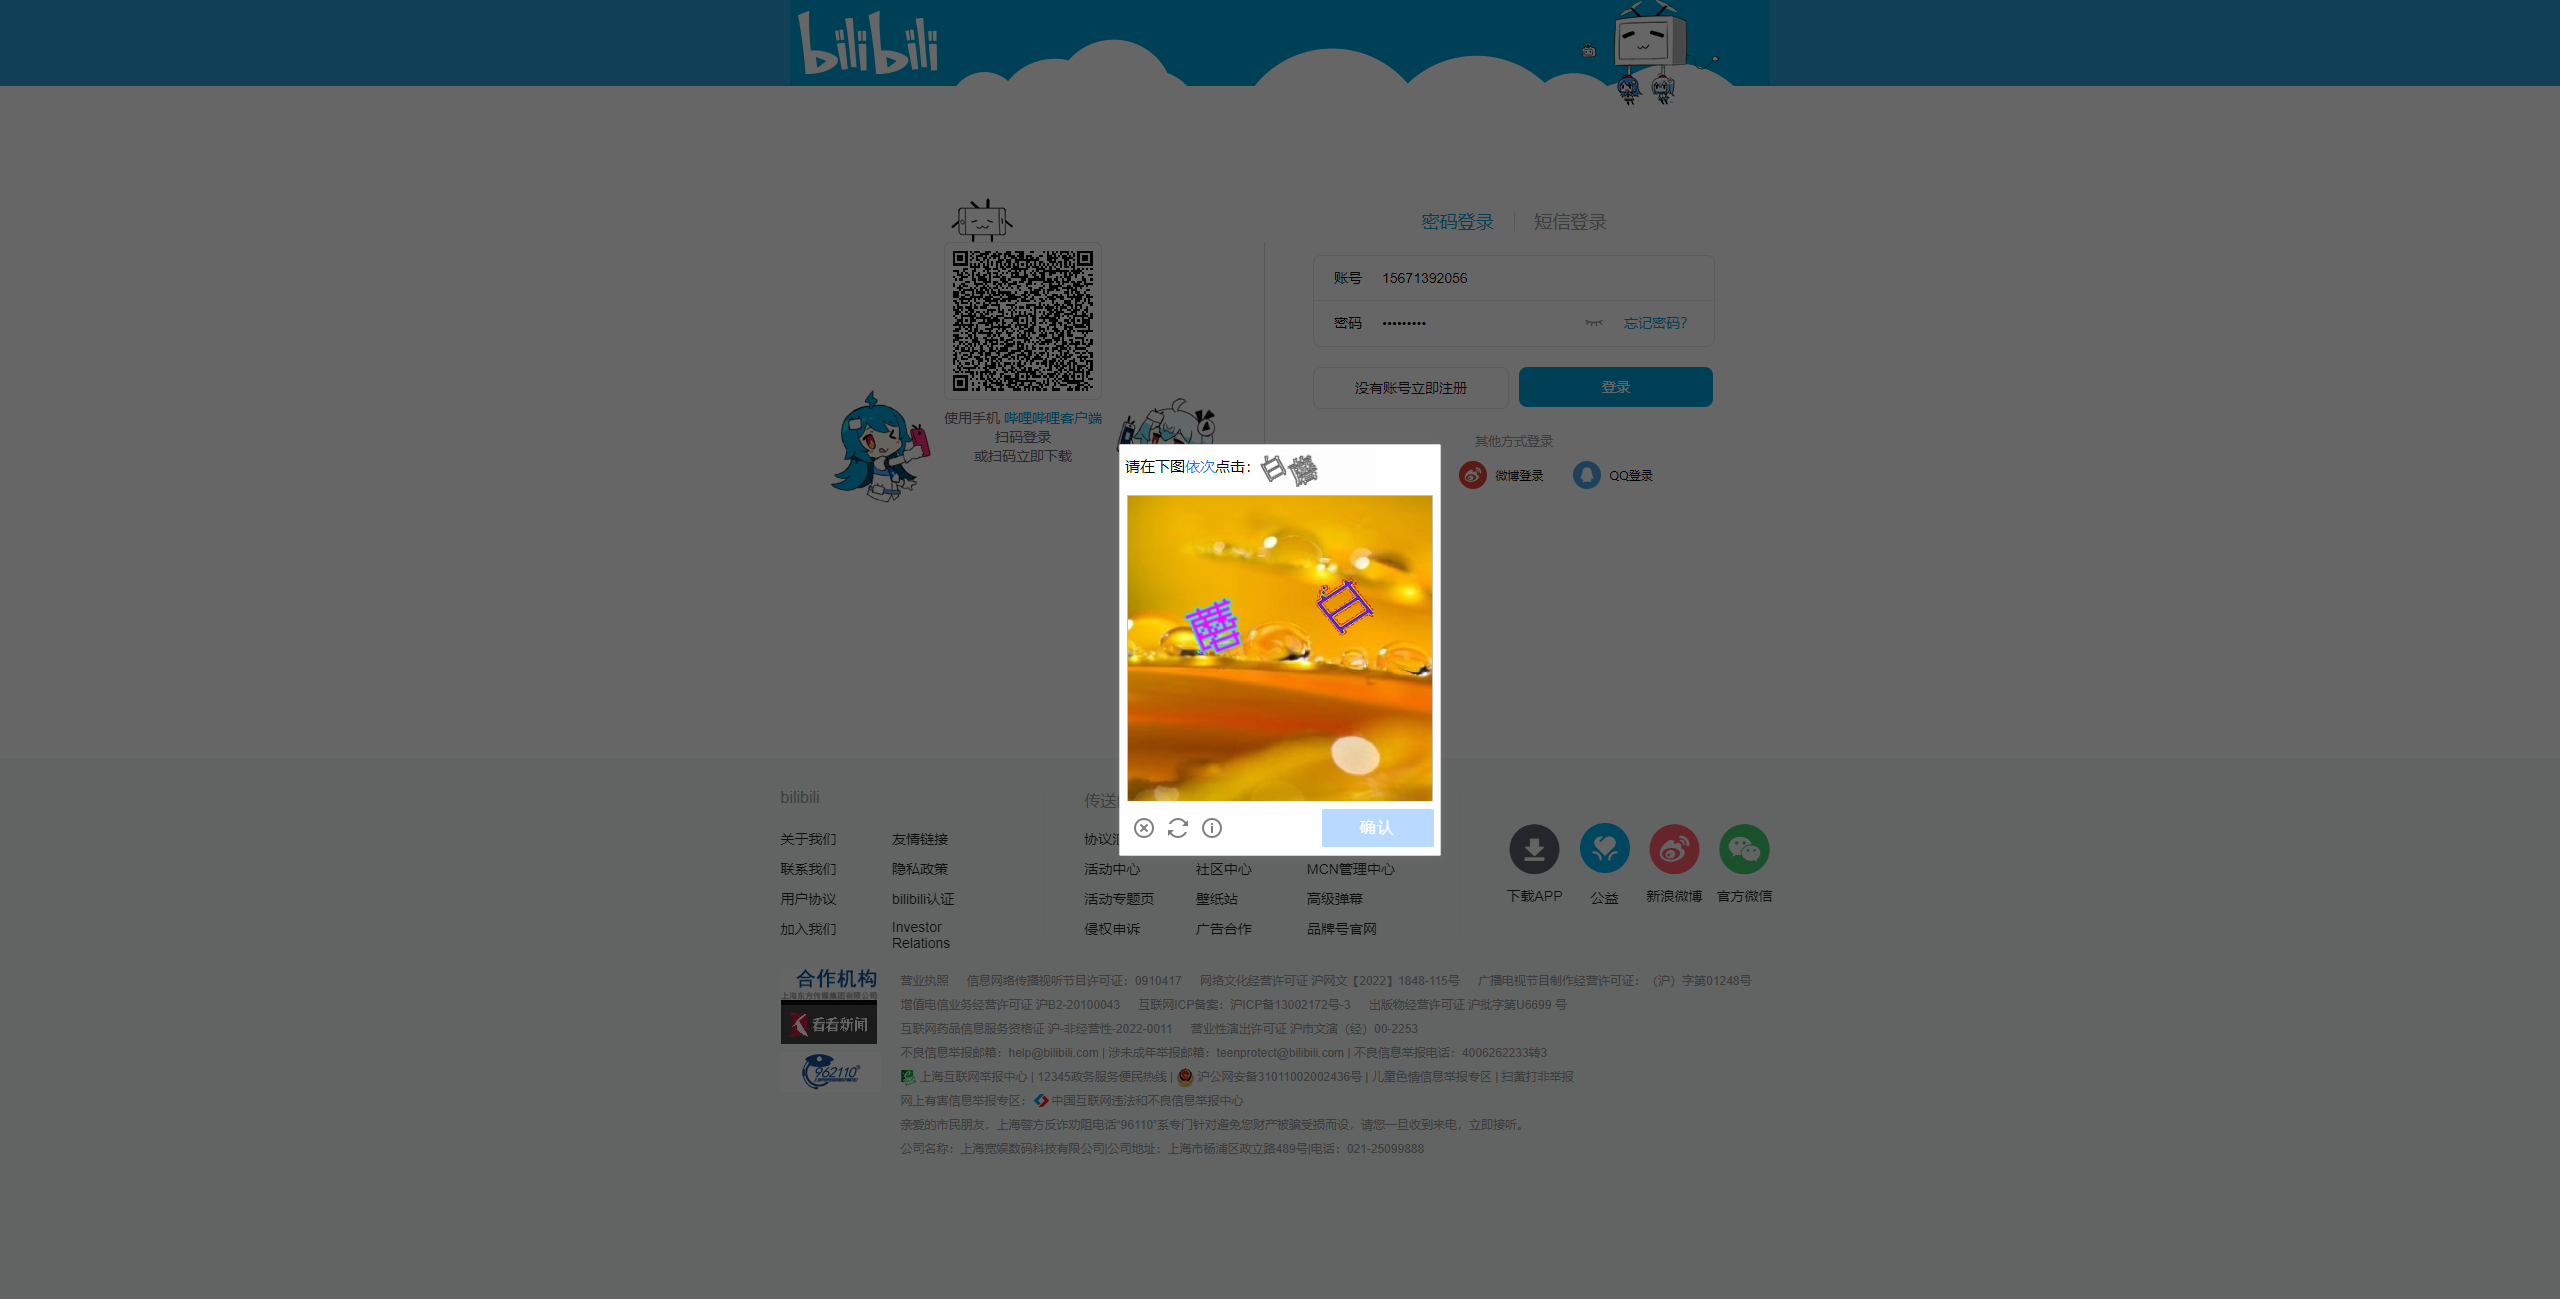 bilibili
密码登录
短信登录
账号 15671392056
密码 •••••••••
忘记密码?
没有账号立即注册
登录
使用手机 哔哩哔哩客户端
扫码登录
或扫码立即下载
其他方式登录
微博登录
QQ登录
请在下图依次点击：白蘑
蘑
白
确认
bilibili
传送
关于我们
友情链接
协议汇
联系我们
隐私政策
活动中心
社区中心
MCN管理中心
用户协议
bilibili认证
活动专题页
壁纸站
高级弹幕
加入我们
Investor
Relations
侵权申诉
广告合作
品牌号官网
下载APP
公益
新浪微博
官方微信
合作机构
上海东方传媒集团有限公司
看看新闻
962110
营业执照 信息网络传播视听节目许可证：0910417 网络文化经营许可证 沪网文【2022】1848-115号 广播电视节目制作经营许可证：（沪）字第01248号
增值电信业务经营许可证 沪B2-20100043 互联网ICP备案：沪ICP备13002172号-3 出版物经营许可证 沪批字第U6699 号
互联网药品信息服务资格证 沪-非经营性-2022-0011 营业性演出许可证 沪市文演（经）00-2253
不良信息举报邮箱：help@bilibili.com | 涉未成年举报邮箱：teenprotect@bilibili.com | 不良信息举报电话：4006262233转3
上海互联网举报中心 | 12345政务服务便民热线 | 沪公网安备31011002002436号 | 儿童色情信息举报专区 | 扫黄打非举报
网上有害信息举报专区：中国互联网违法和不良信息举报中心
亲爱的市民朋友，上海警方反诈劝阻电话“96110”系专门针对避免您财产被骗受损而设，请您一旦收到来电，立即接听。
公司名称：上海宽娱数码科技有限公司|公司地址：上海市杨浦区政立路489号|电话：021-25099888